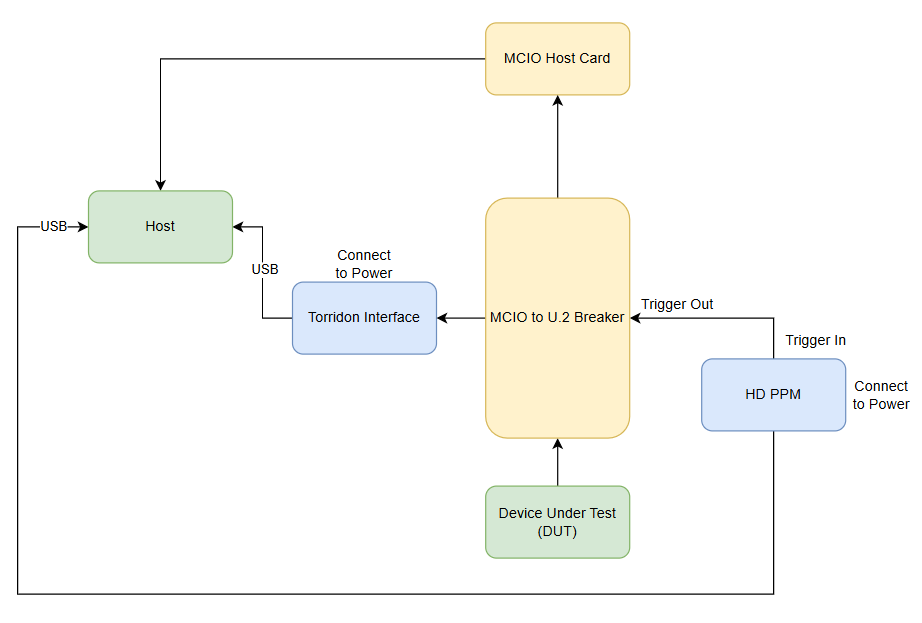 MCIO Host Card
USB
Host
Connect
to Power
USB
Torridon Interface
MCIO to U.2 Breaker
Trigger Out
Trigger In
HD PPM
Connect
to Power
Device Under Test
(DUT)